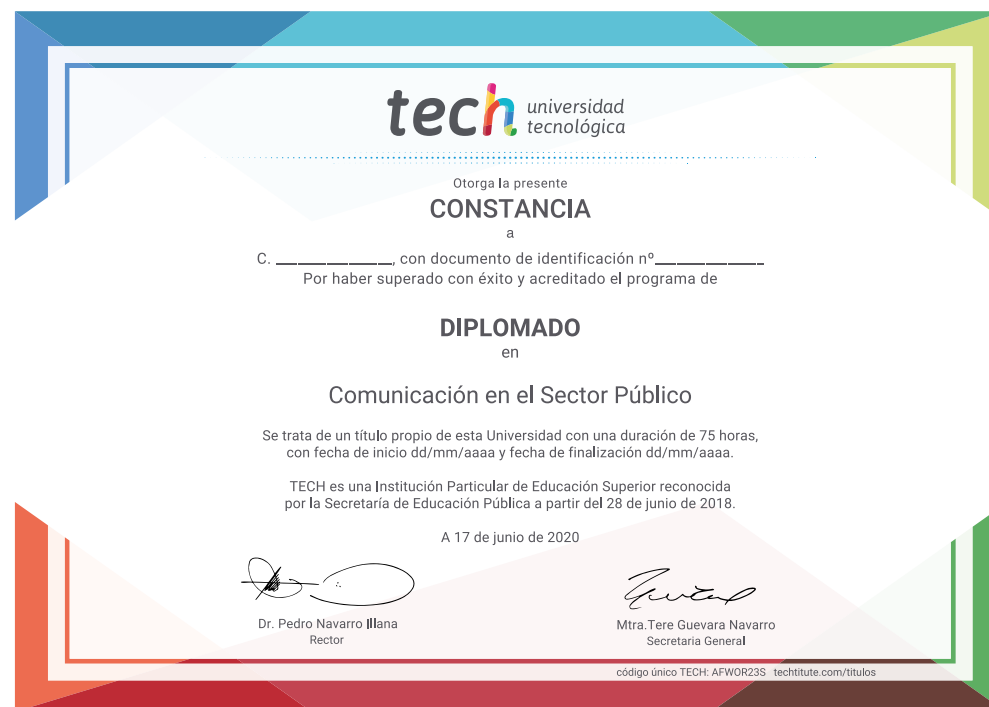 tech universidad
tecnológica
Otorga la presente
CONSTANCIA
a
C. ______________, con documento de identificación nº_____________
Por haber superado con éxito y acreditado el programa de
DIPLOMADO
en
Comunicación en el Sector Público
Se trata de un título propio de esta Universidad con una duración de 75 horas,
con fecha de inicio dd/mm/aaaa y fecha de finalización dd/mm/aaaa.
TECH es una Institución Particular de Educación Superior reconocida
por la Secretaría de Educación Pública a partir del 28 de junio de 2018.
A 17 de junio de 2020
Dr. Pedro Navarro Illana
Rector
Mtra.Tere Guevara Navarro
Secretaria General
código único TECH: AFWOR23S techtitute.com/titulos